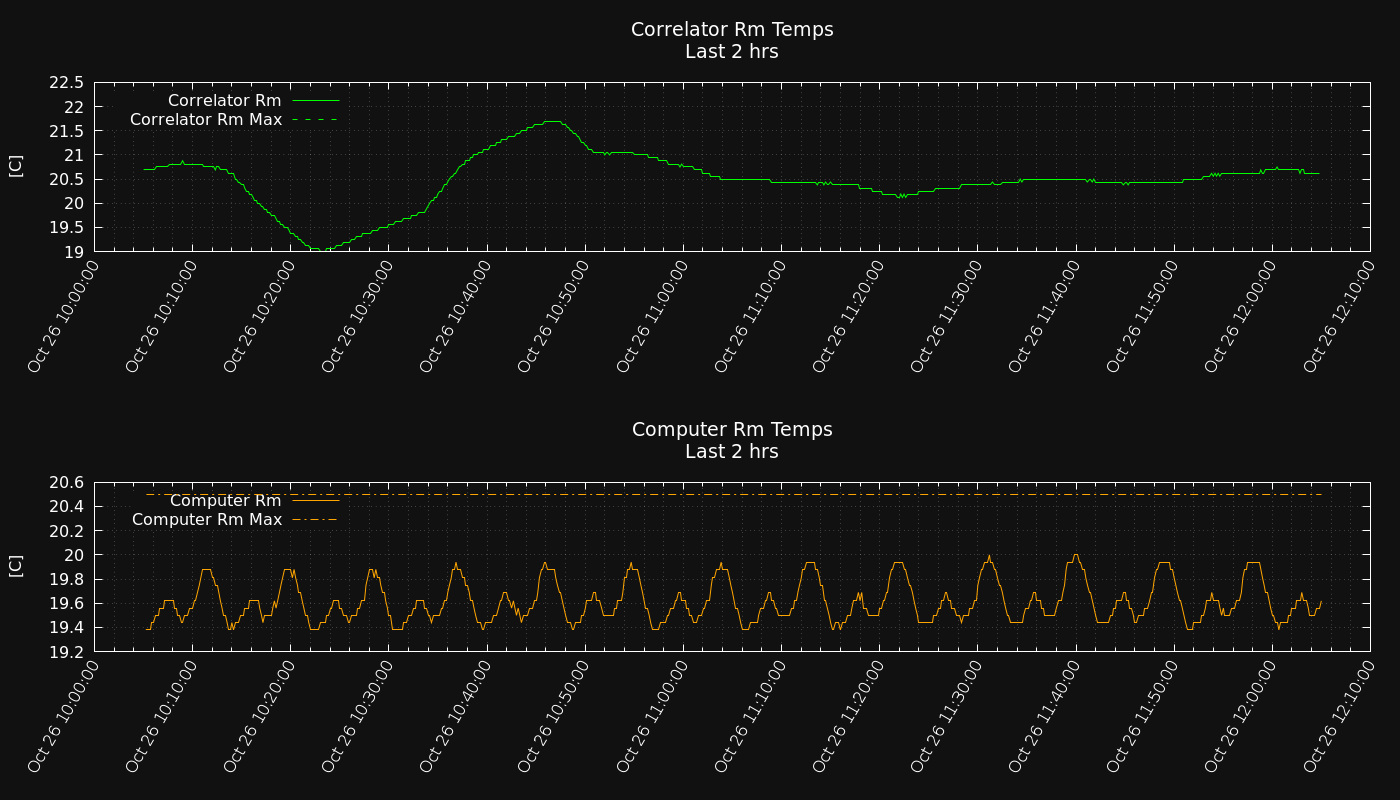 Correlator Rm Temps
Last 2 hrs
22.5
22
21.5
21
20.5
20
19.5
19
[C]
Correlator Rm
Correlator Rm Max
Oct 26 10:00:00
Oct 26 10:10:00
Oct 26 10:20:00
Oct 26 10:30:00
Oct 26 10:40:00
Oct 26 10:50:00
Oct 26 11:00:00
Oct 26 11:10:00
Oct 26 11:20:00
Oct 26 11:30:00
Oct 26 11:40:00
Oct 26 11:50:00
Oct 26 12:00:00
Oct 26 12:10:00
Computer Rm Temps
Last 2 hrs
20.6
20.4
20.2
20
19.8
19.6
19.4
19.2
[C]
Computer Rm
Computer Rm Max
Oct 26 10:00:00
Oct 26 10:10:00
Oct 26 10:20:00
Oct 26 10:30:00
Oct 26 10:40:00
Oct 26 10:50:00
Oct 26 11:00:00
Oct 26 11:10:00
Oct 26 11:20:00
Oct 26 11:30:00
Oct 26 11:40:00
Oct 26 11:50:00
Oct 26 12:00:00
Oct 26 12:10:00